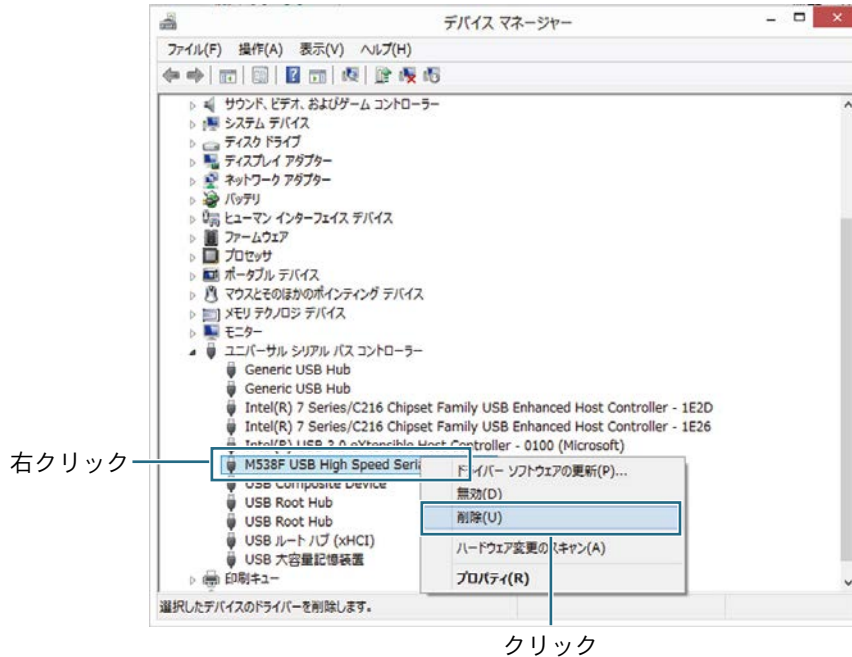 デバイス マネージャー
ファイル(F) 操作(A) 表示(V) ヘルプ(H)
サウンド、ビデオ、およびゲーム コントローラー
システム デバイス
ディスク ドライブ
ディスプレイ アダプター
ネットワーク アダプター
バッテリ
ヒューマン インターフェイス デバイス
ファームウェア
プロセッサ
ポータブル デバイス
マウスとそのほかのポインティング デバイス
メモリ テクノロジ デバイス
モニター
ユニバーサル シリアル バス コントローラー
Generic USB Hub
Generic USB Hub
Intel(R) 7 Series/C216 Chipset Family USB Enhanced Host Controller - 1E2D
Intel(R) 7 Series/C216 Chipset Family USB Enhanced Host Controller - 1E26
Intel(R) USB 3.0 eXtensible Host Controller - 0100 (Microsoft)
右クリック
M538F USB High Speed Seria
ドライバー ソフトウェアの更新(P)...
USB Composite Device
無効(D)
USB Root Hub
削除(U)
USB Root Hub
USB ルート ハブ (xHCI)
ハードウェア変更のスキャン(A)
USB 大容量記憶装置
印刷キュー
プロパティ(R)
選択したデバイスのドライバーを削除します。
クリック